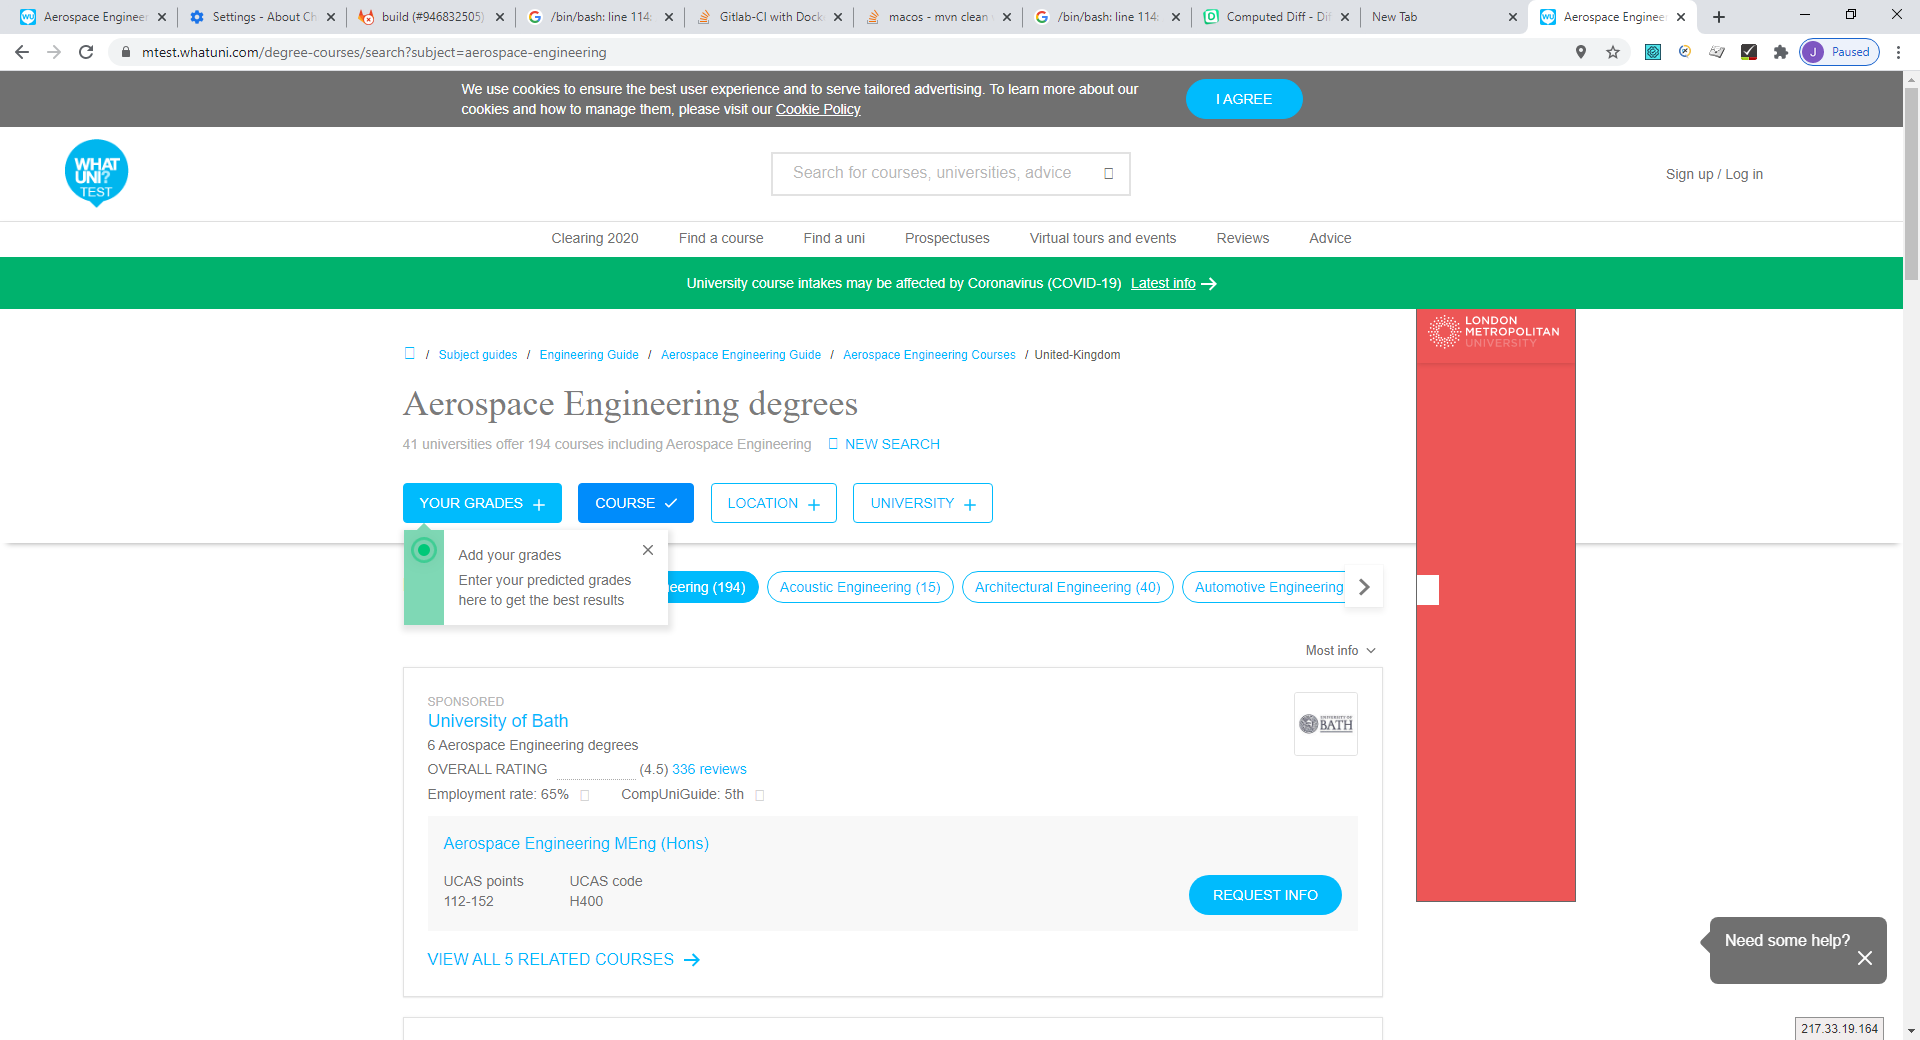 Aerospace Engineer
Settings - About Ch
build (#946832505)
/bin/bash: line 114:
Gitlab-CI with Dock
macos - mvn clean
/bin/bash: line 114:
Computed Diff - Dif
New Tab
Aerospace Engineer
mtest.whatuni.com/degree-courses/search?subject=aerospace-engineering
J Paused
We use cookies to ensure the best user experience and to serve tailored advertising. To learn more about our
cookies and how to manage them, please visit our Cookie Policy
I AGREE
WHAT
UNI?
TEST
Search for courses, universities, advice
Sign up / Log in
Clearing 2020 Find a course Find a uni Prospectuses Virtual tours and events Reviews Advice
University course intakes may be affected by Coronavirus (COVID-19) Latest info
LONDON
METROPOLITAN
UNIVERSITY
/ Subject guides / Engineering Guide / Aerospace Engineering Guide / Aerospace Engineering Courses / United-Kingdom
Aerospace Engineering degrees
41 universities offer 194 courses including Aerospace Engineering NEW SEARCH
YOUR GRADES COURSE LOCATION UNIVERSITY
Add your grades
Enter your predicted grades
here to get the best results
eering (194) Acoustic Engineering (15) Architectural Engineering (40) Automotive Engineering
Most info
SPONSORED
University of Bath
6 Aerospace Engineering degrees
OVERALL RATING (4.5) 336 reviews
Employment rate: 65% CompUniGuide: 5th
UNIVERSITY OF
BATH
Aerospace Engineering MEng (Hons)
UCAS points UCAS code
112-152 H400
REQUEST INFO
VIEW ALL 5 RELATED COURSES
Need some help?
217.33.19.164